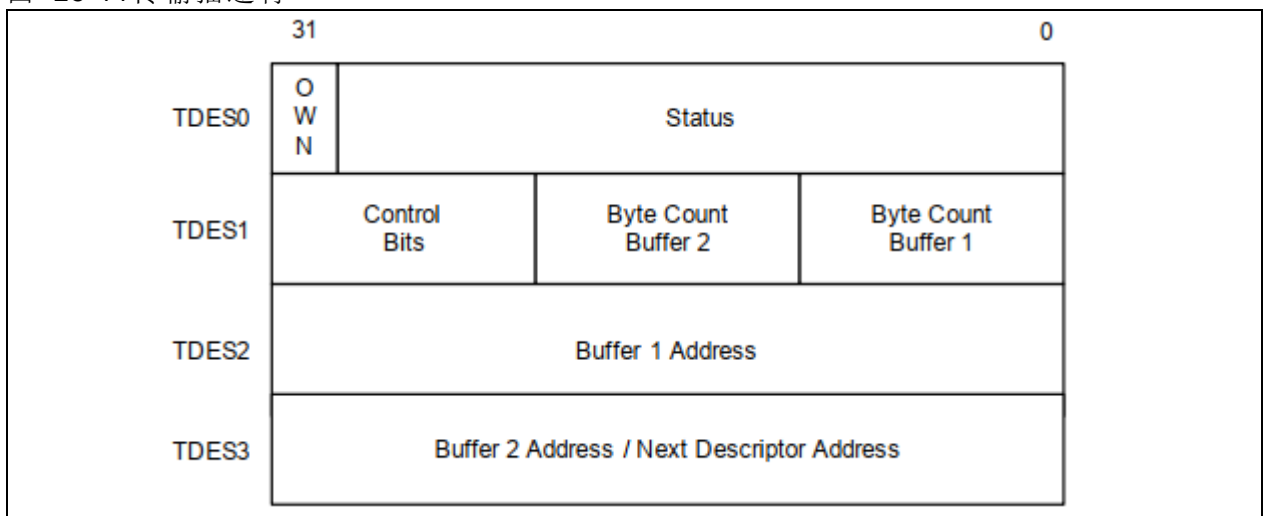 31 0
TDES0
O
W
N
Status
TDES1
Control
Bits
Byte Count
Buffer 2
Byte Count
Buffer 1
TDES2
Buffer 1 Address
TDES3
Buffer 2 Address / Next Descriptor Address